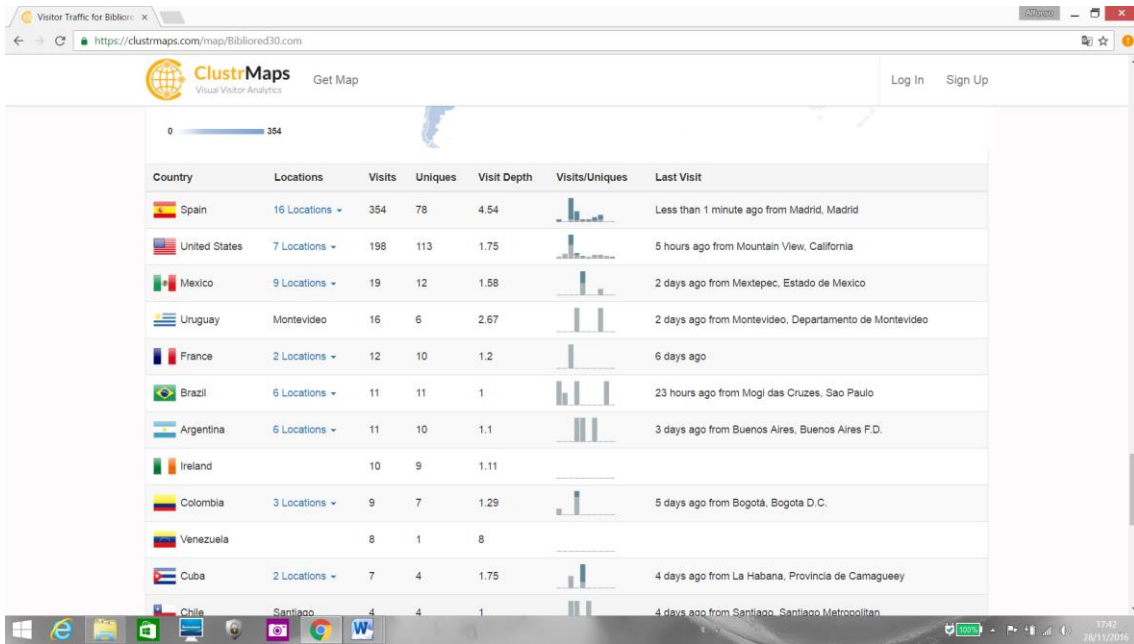 Visitor Traffic for Bibliore
Alfonso
https://clustrmaps.com/map/Bibliored30.com
ClustrMaps
Visual Visitor Analytics
Get Map
Log In
Sign Up
0 354
Country Locations Visits Uniques Visit Depth Visits/Uniques Last Visit
Spain 16 Locations 354 78 4.54 Less than 1 minute ago from Madrid, Madrid
United States 7 Locations 198 113 1.75 5 hours ago from Mountain View, California
Mexico 9 Locations 19 12 1.58 2 days ago from Mextepec, Estado de Mexico
Uruguay Montevideo 16 6 2.67 2 days ago from Montevideo, Departamento de Montevideo
France 2 Locations 12 10 1.2 6 days ago
Brazil 6 Locations 11 11 1 23 hours ago from Mogi das Cruzes, Sao Paulo
Argentina 6 Locations 11 10 1.1 3 days ago from Buenos Aires, Buenos Aires F.D.
Ireland 10 9 1.11
Colombia 3 Locations 9 7 1.29 5 days ago from Bogotá, Bogota D.C.
Venezuela 8 1 8
Cuba 2 Locations 7 4 1.75 4 days ago from La Habana, Provincia de Camagueey
Chile Santiago 4 4 1 4 days ago from Santiago, Santiago Metropolitan
100%
17:42
28/11/2016